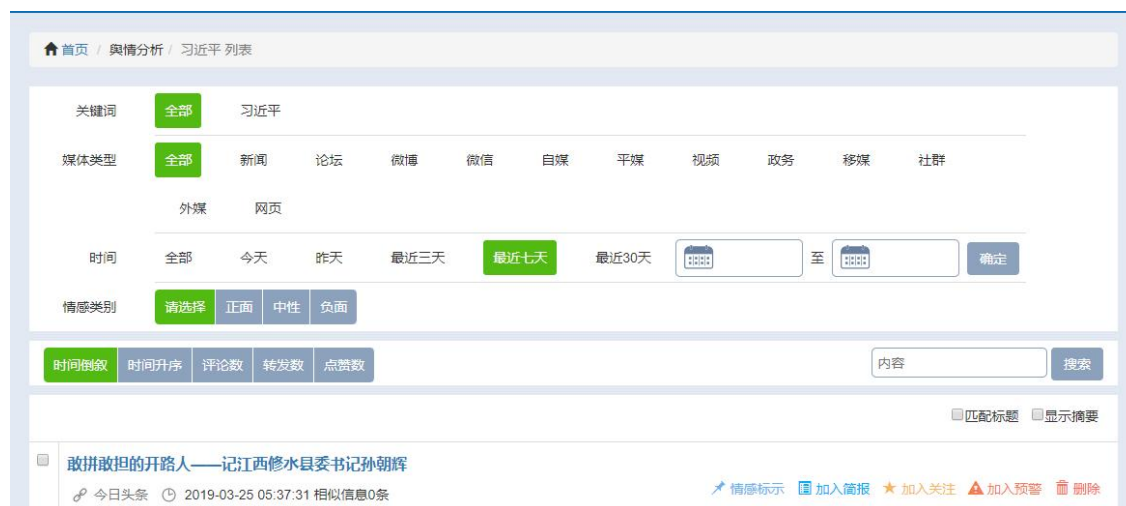 首页 / 舆情分析 / 习近平 列表
关键词 全部 习近平
媒体类型 全部 新闻 论坛 微博 微信 自媒 平媒 视频 政务 移媒 社群
外媒 网页
时间 全部 今天 昨天 最近三天 最近七天 最近30天 至 确定
情感类别 请选择 正面 中性 负面
时间倒叙 时间升序 评论数 转发数 点赞数 内容 搜索
匹配标题 显示摘要
敢拼敢担的开路人——记江西修水县委书记孙朝辉
今日头条 2019-03-25 05:37:31 相似信息0条 情感标示 加入简报 加入关注 加入预警 删除